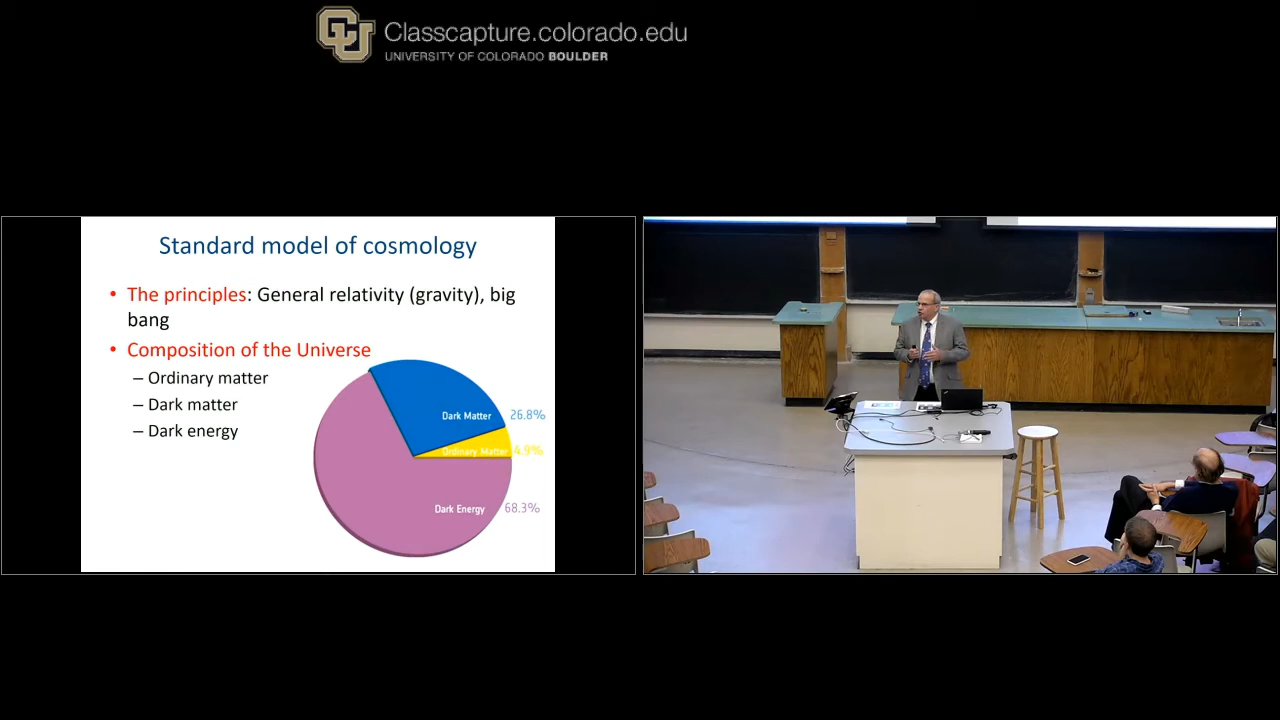 Classcapture.colorado.edu
UNIVERSITY OF COLORADO BOULDER
Standard model of cosmology
• The principles: General relativity (gravity), big
bang
• Composition of the Universe
– Ordinary matter
– Dark matter
– Dark energy
Dark Matter 26.8%
Ordinary Matter 4.9%
Dark Energy 68.3%